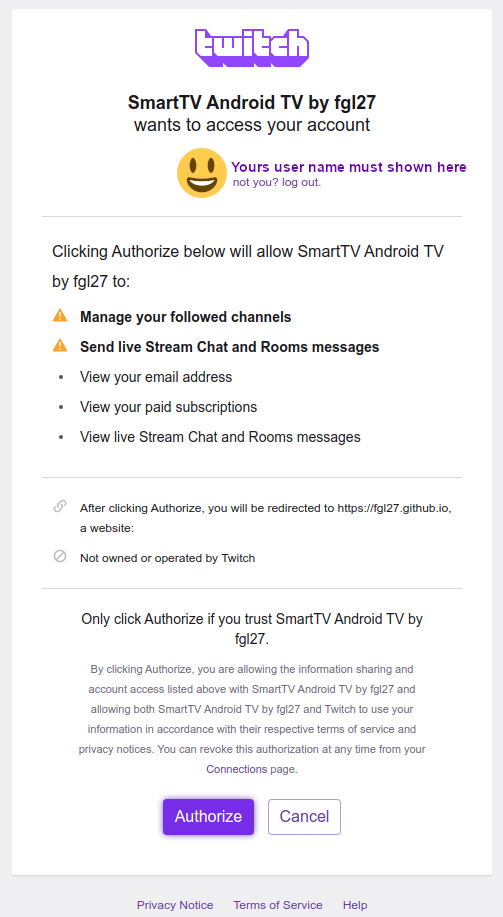 twitch
SmartTV Android TV by fgl27
wants to access your account
Yours user name must shown here
not you? log out.
Clicking Authorize below will allow SmartTV Android TV
by fgl27 to:
Manage your followed channels
Send live Stream Chat and Rooms messages
• View your email address
• View your paid subscriptions
• View live Stream Chat and Rooms messages
After clicking Authorize, you will be redirected to https://fgl27.github.io,
a website:
Not owned or operated by Twitch
Only click Authorize if you trust SmartTV Android TV by
fgl27.
By clicking Authorize, you are allowing the information sharing and
account access listed above with SmartTV Android TV by fgl27 and
allowing both SmartTV Android TV by fgl27 and Twitch to use your
information in accordance with their respective terms of service and
privacy notices. You can revoke this authorization at any time from your
Connections page.
Authorize Cancel
Privacy Notice Terms of Service Help